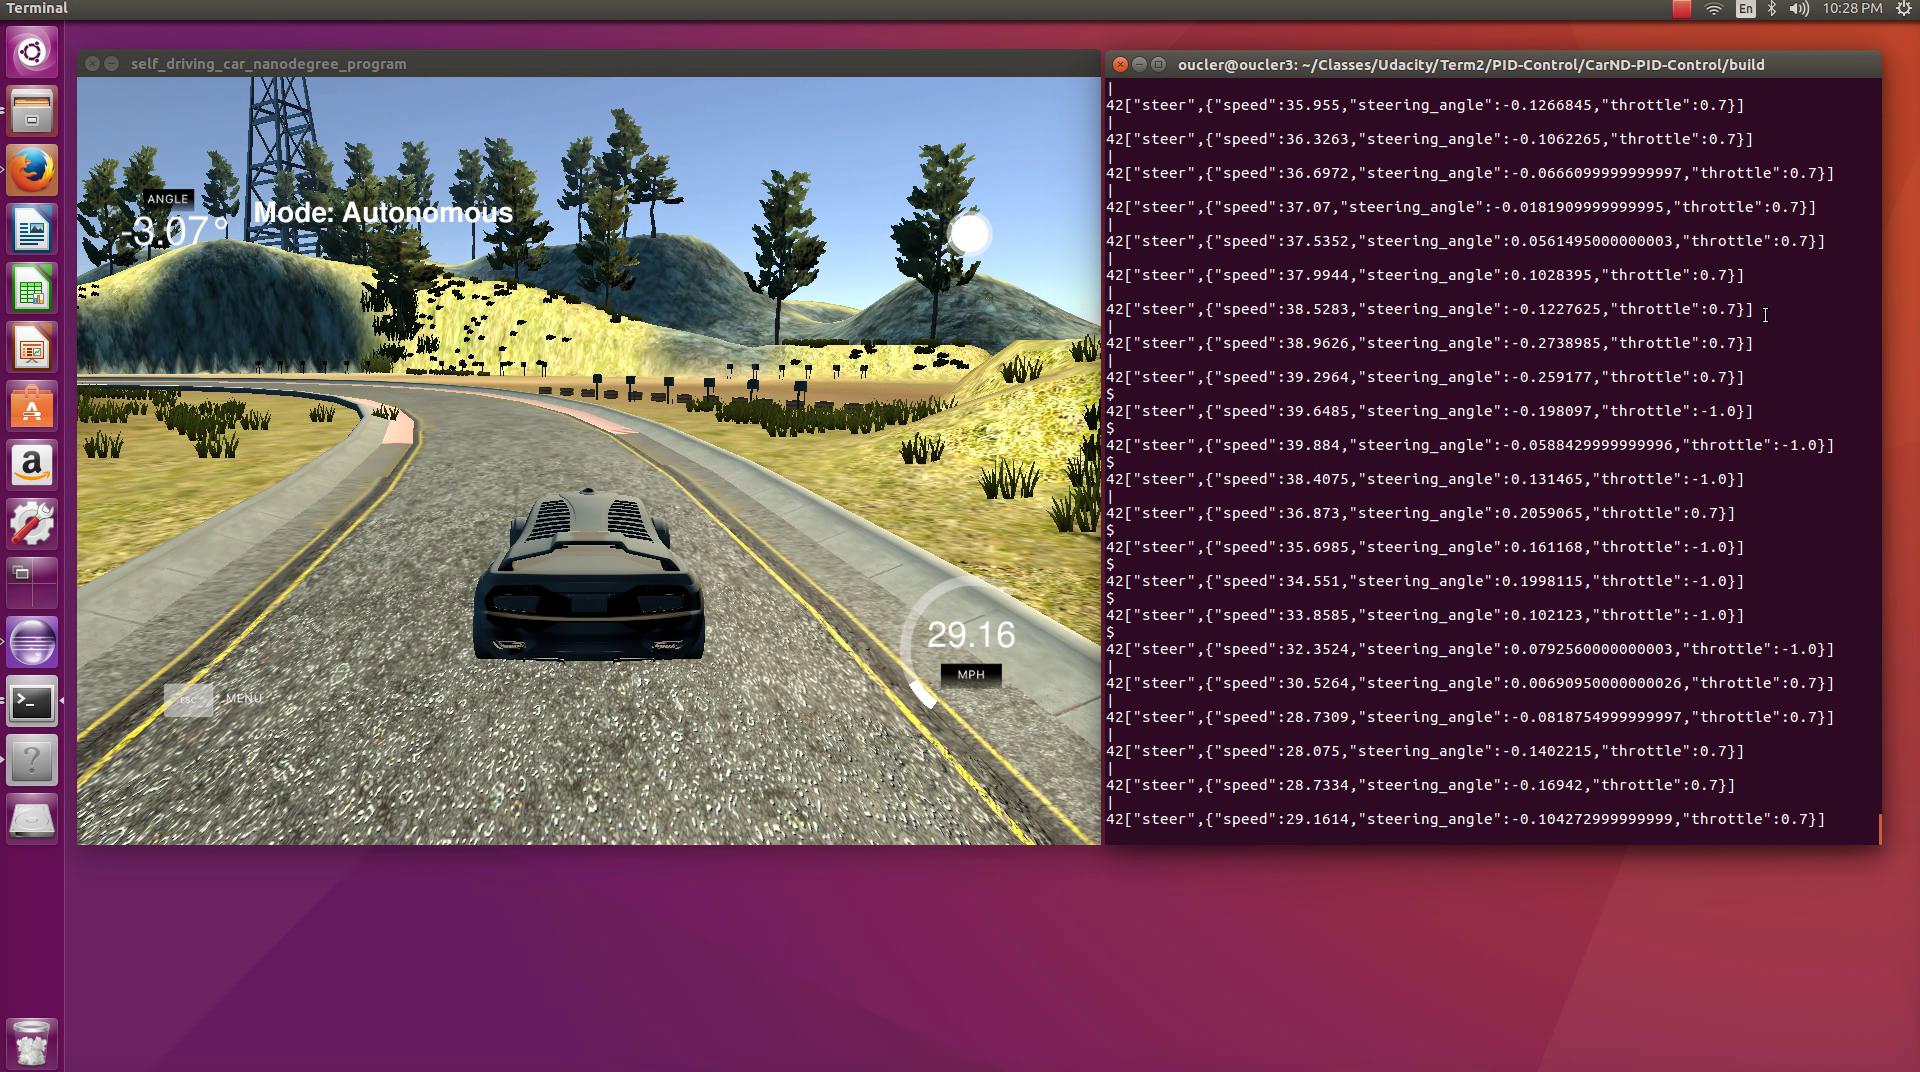 Terminal
En
10:28 PM
self_driving_car_nanodegree_program
ANGLE
-3.07°
Mode: Autonomous
29.16
MPH
ESC
MENU
a
?
oucler@oucler3: ~/Classes/Udacity/Term2/PID-Control/CarND-PID-Control/build
|
42["steer",{"speed":35.955,"steering_angle":-0.1266845,"throttle":0.7}]
|
42["steer",{"speed":36.3263,"steering_angle":-0.1062265,"throttle":0.7}]
|
42["steer",{"speed":36.6972,"steering_angle":-0.0666099999999997,"throttle":0.7}]
|
42["steer",{"speed":37.07,"steering_angle":-0.0181909999999995,"throttle":0.7}]
|
42["steer",{"speed":37.5352,"steering_angle":0.0561495000000003,"throttle":0.7}]
|
42["steer",{"speed":37.9944,"steering_angle":0.1028395,"throttle":0.7}]
|
42["steer",{"speed":38.5283,"steering_angle":-0.1227625,"throttle":0.7}]
|
42["steer",{"speed":38.9626,"steering_angle":-0.2738985,"throttle":0.7}]
|
42["steer",{"speed":39.2964,"steering_angle":-0.259177,"throttle":0.7}]
$
42["steer",{"speed":39.6485,"steering_angle":-0.198097,"throttle":-1.0}]
$
42["steer",{"speed":39.884,"steering_angle":-0.0588429999999996,"throttle":-1.0}]
$
42["steer",{"speed":38.4075,"steering_angle":0.131465,"throttle":-1.0}]
|
42["steer",{"speed":36.873,"steering_angle":0.2059065,"throttle":0.7}]
$
42["steer",{"speed":35.6985,"steering_angle":0.161168,"throttle":-1.0}]
$
42["steer",{"speed":34.551,"steering_angle":0.1998115,"throttle":-1.0}]
$
42["steer",{"speed":33.8585,"steering_angle":0.102123,"throttle":-1.0}]
$
42["steer",{"speed":32.3524,"steering_angle":0.0792560000000003,"throttle":-1.0}]
|
42["steer",{"speed":30.5264,"steering_angle":0.00690950000000026,"throttle":0.7}]
|
42["steer",{"speed":28.7309,"steering_angle":-0.0818754999999997,"throttle":0.7}]
|
42["steer",{"speed":28.075,"steering_angle":-0.1402215,"throttle":0.7}]
|
42["steer",{"speed":28.7334,"steering_angle":-0.16942,"throttle":0.7}]
|
42["steer",{"speed":29.1614,"steering_angle":-0.104272999999999,"throttle":0.7}]